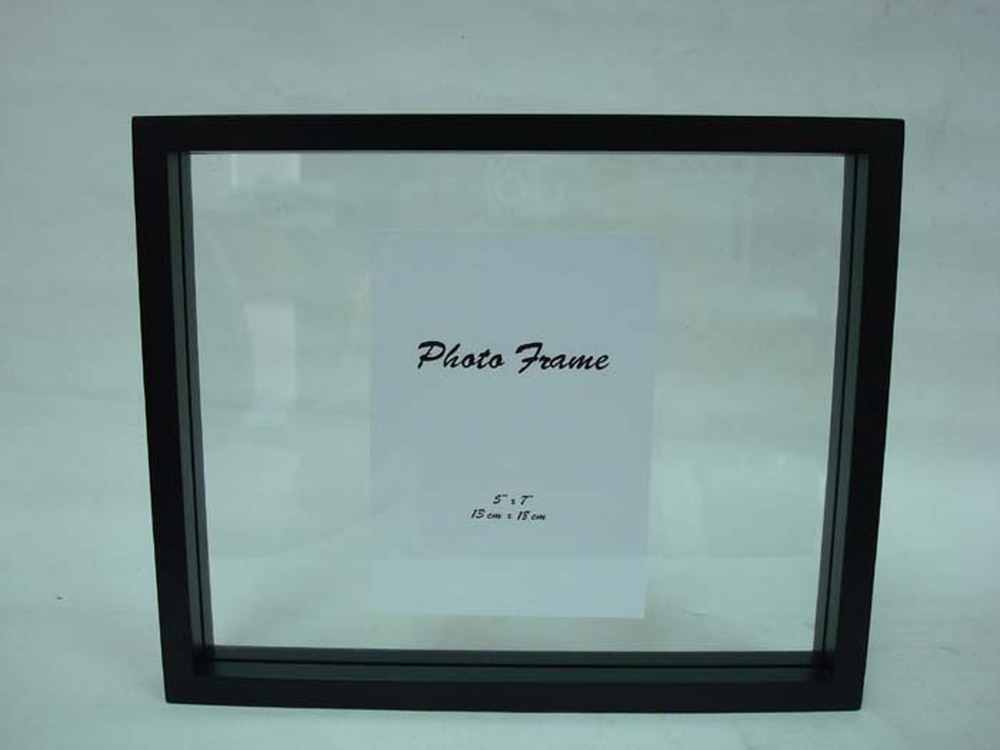 Photo Frame
5" x 7"
13 cm x 18 cm